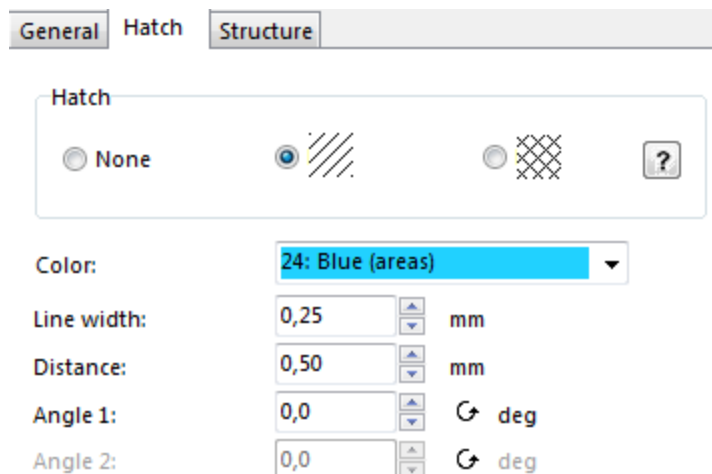 General Hatch Structure
Hatch
None ?
Color: 24: Blue (areas)
Line width: 0,25 mm
Distance: 0,50 mm
Angle 1: 0,0 deg
Angle 2: 0,0 deg